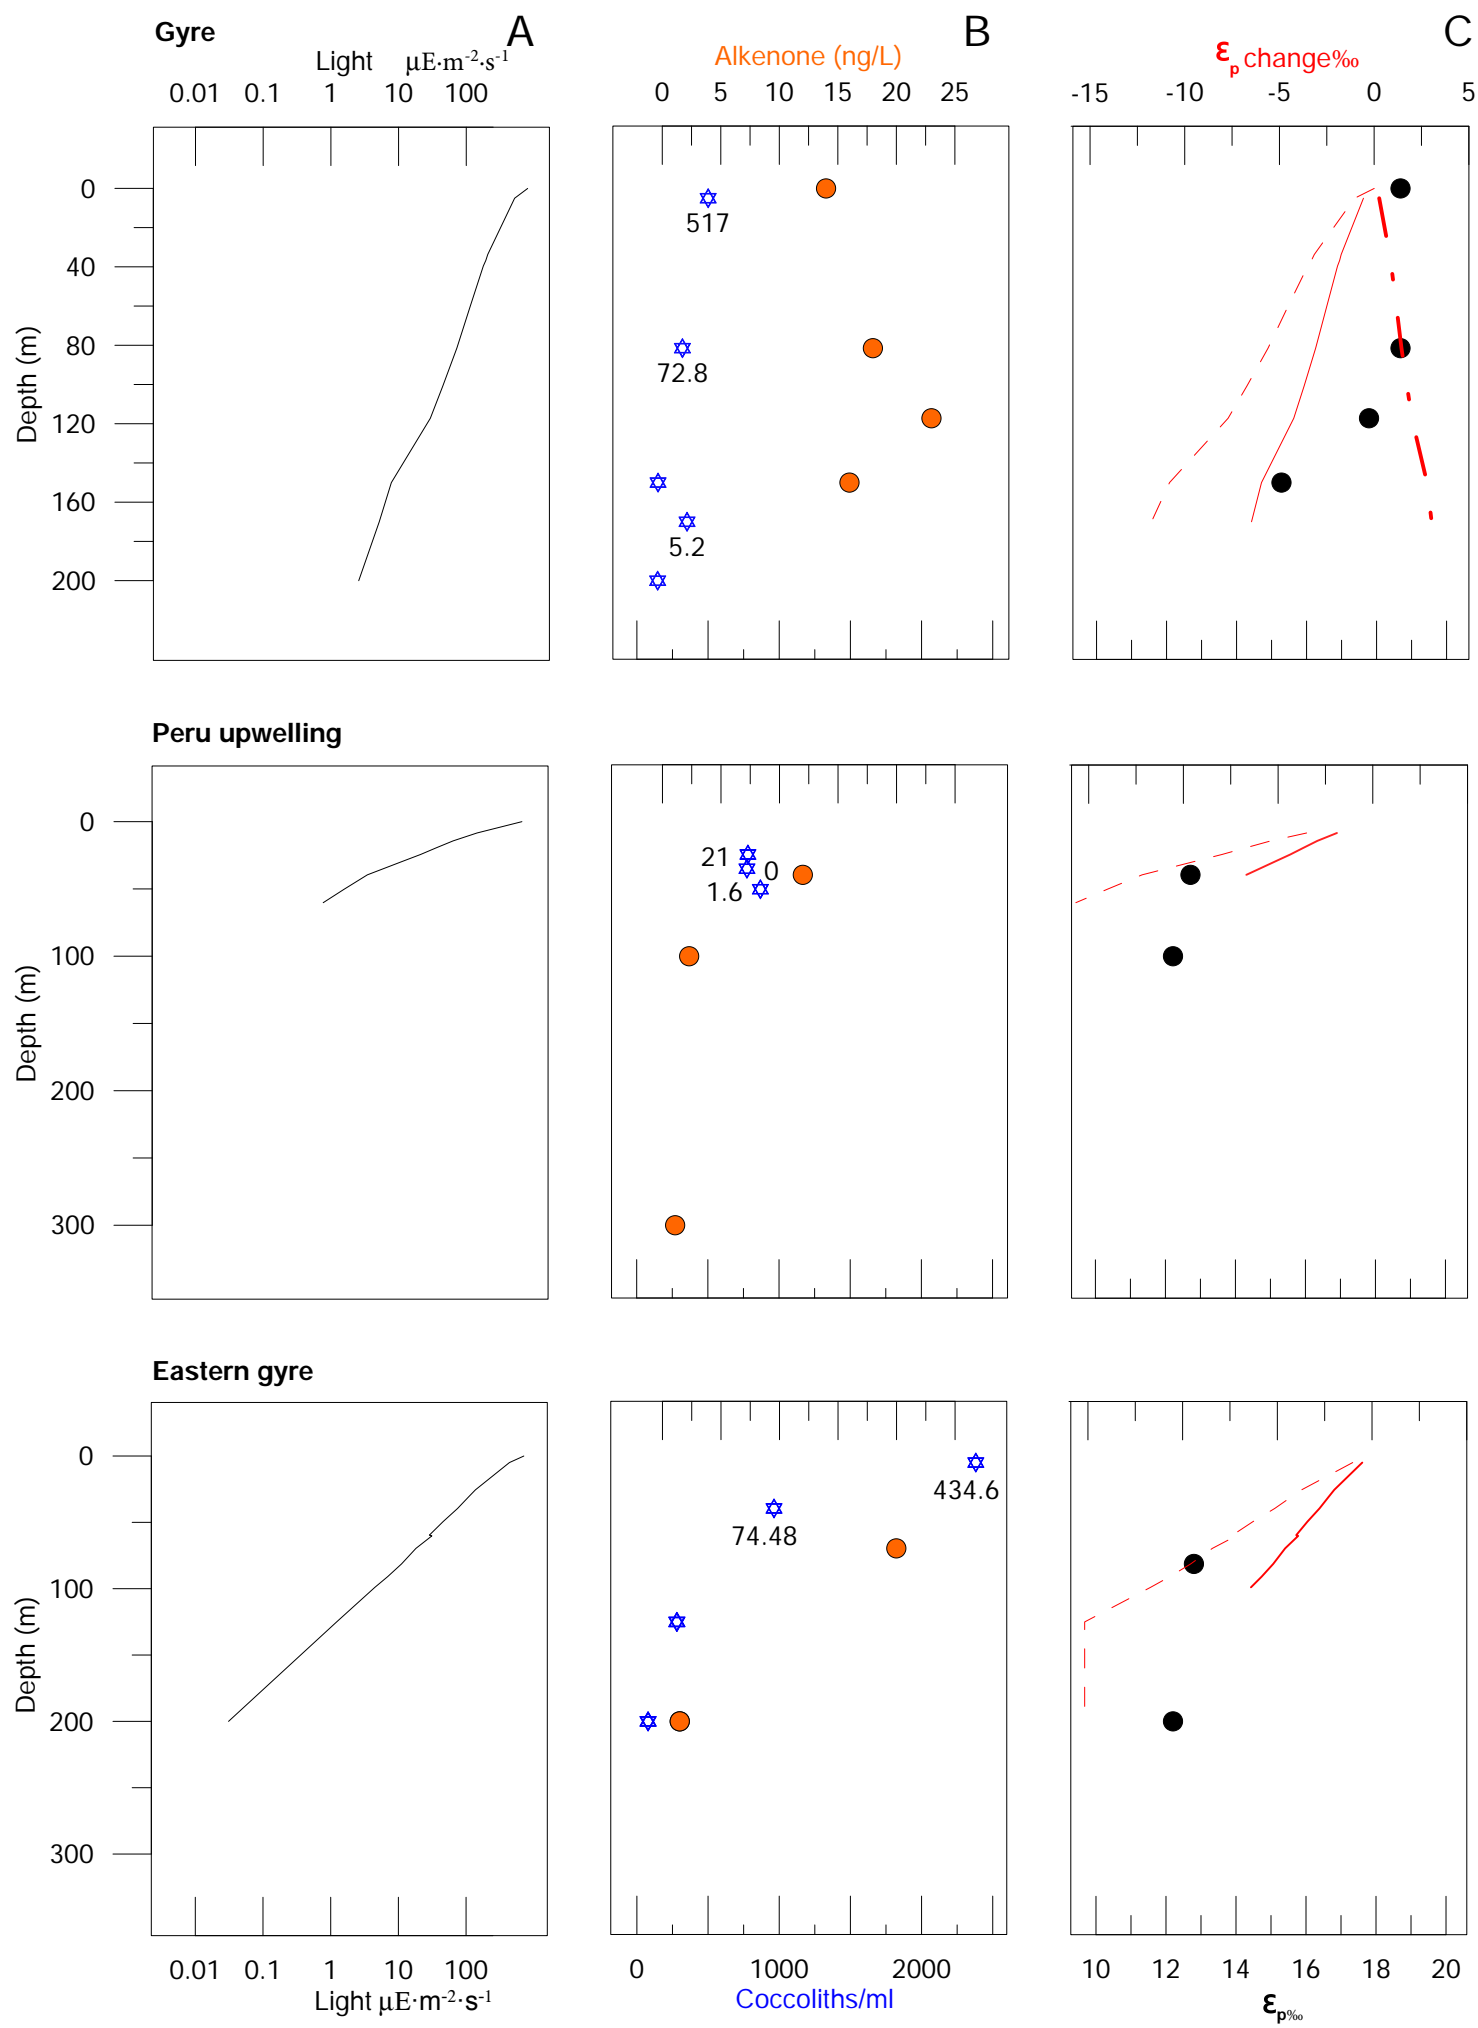 Gyre A B C
Light μE·m-2·s-1 Alkenone (ng/L) εp change‰
0.01 0.1 1 10 100 0 5 10 15 20 25 -15 -10 -5 0 5
Depth (m)
0
40
80
120
160
200
517
72.8
5.2
Peru upwelling
Depth (m)
0
100
200
300
21
0
1.6
Eastern gyre
Depth (m)
0
100
200
300
434.6
74.48
0.01 0.1 1 10 100 0 1000 2000 10 12 14 16 18 20
Light μE·m-2·s-1 Coccoliths/ml εp‰